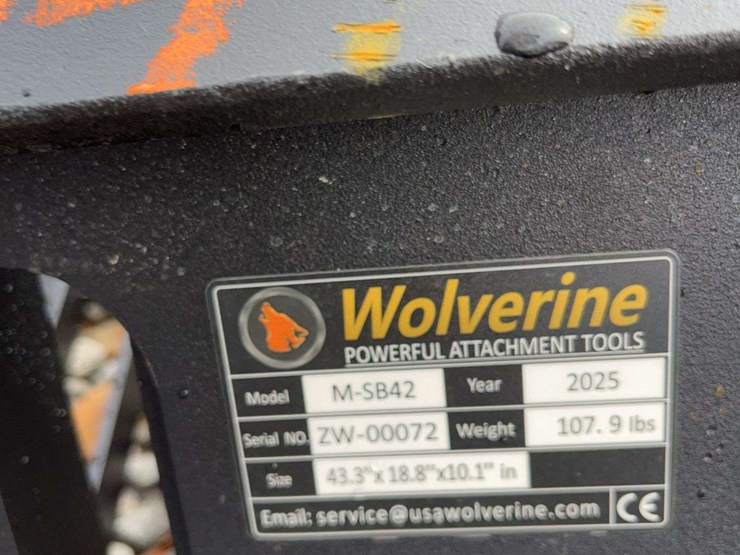 Wolverine
POWERFUL ATTACHMENT TOOLS
Model M-SB42 Year 2025
Serial NO. ZW-00072 Weight 107. 9 lbs
Size 43.3"x 18.8"x10.1" in
Email: service@usawolverine.com CE